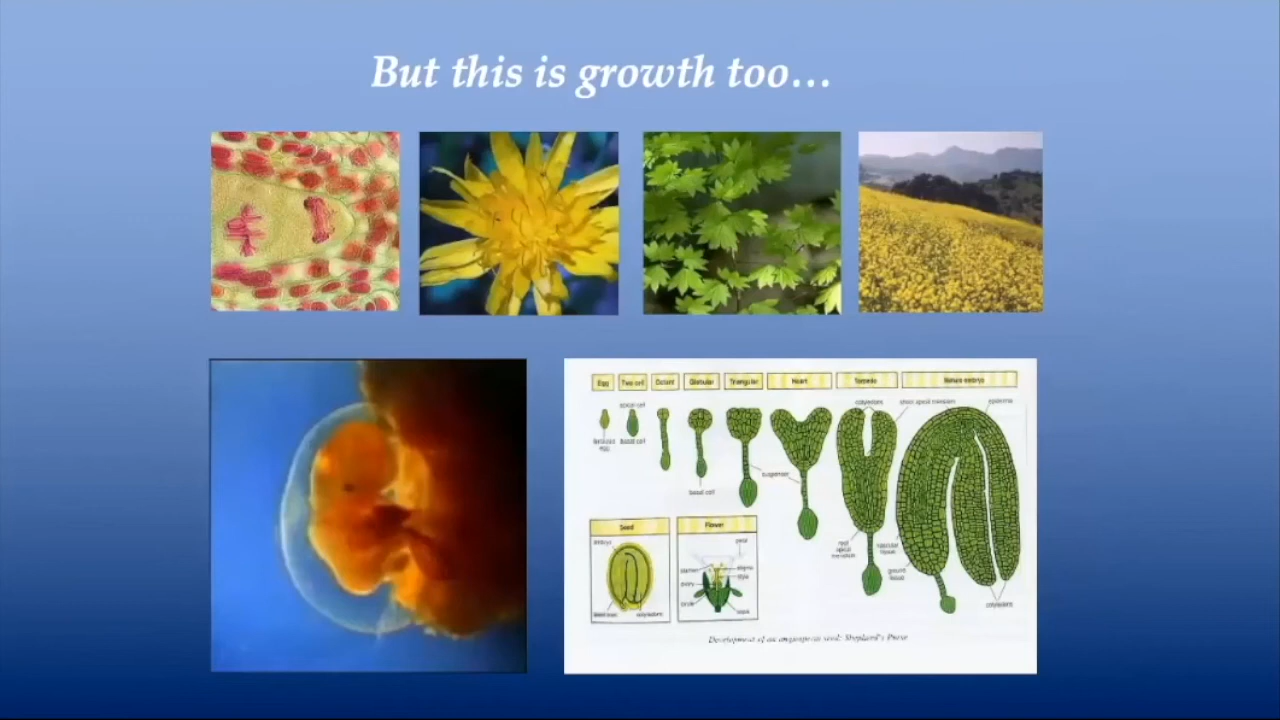 But this is growth too…
Egg Two cell Octant Globular Triangular Heart Torpedo Mature embryo
apical cell
cotyledons
shoot apical meristem
epidermis
fertilized
egg
basal cell
suspensor
basal cell
root
apical
meristem
vascular
tissue
ground
tissue
cotyledons
Seed
embryo
cotyledons
Flower
petal
stamen
stigma
style
ovary
ovule
sepal
Development of an angiosperm seed: Shepherd's Purse